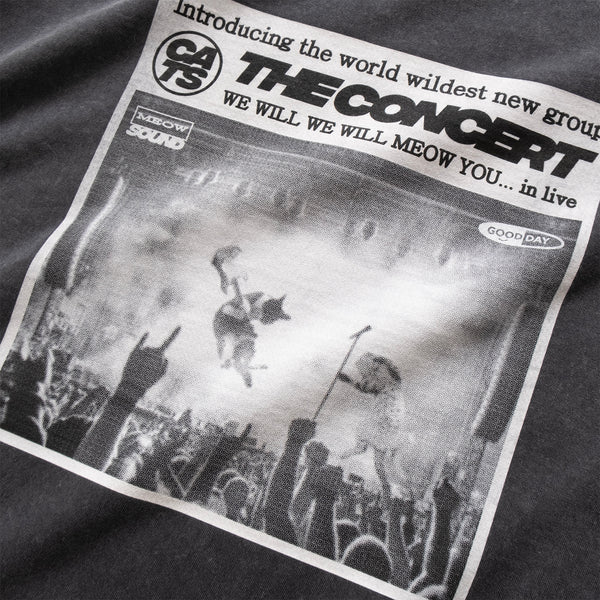 Introducing the world wildest new group
CATS
THE CONCERT
WE WILL WE WILL MEOW YOU... in live
MEOW
SOUND
GOOD DAY